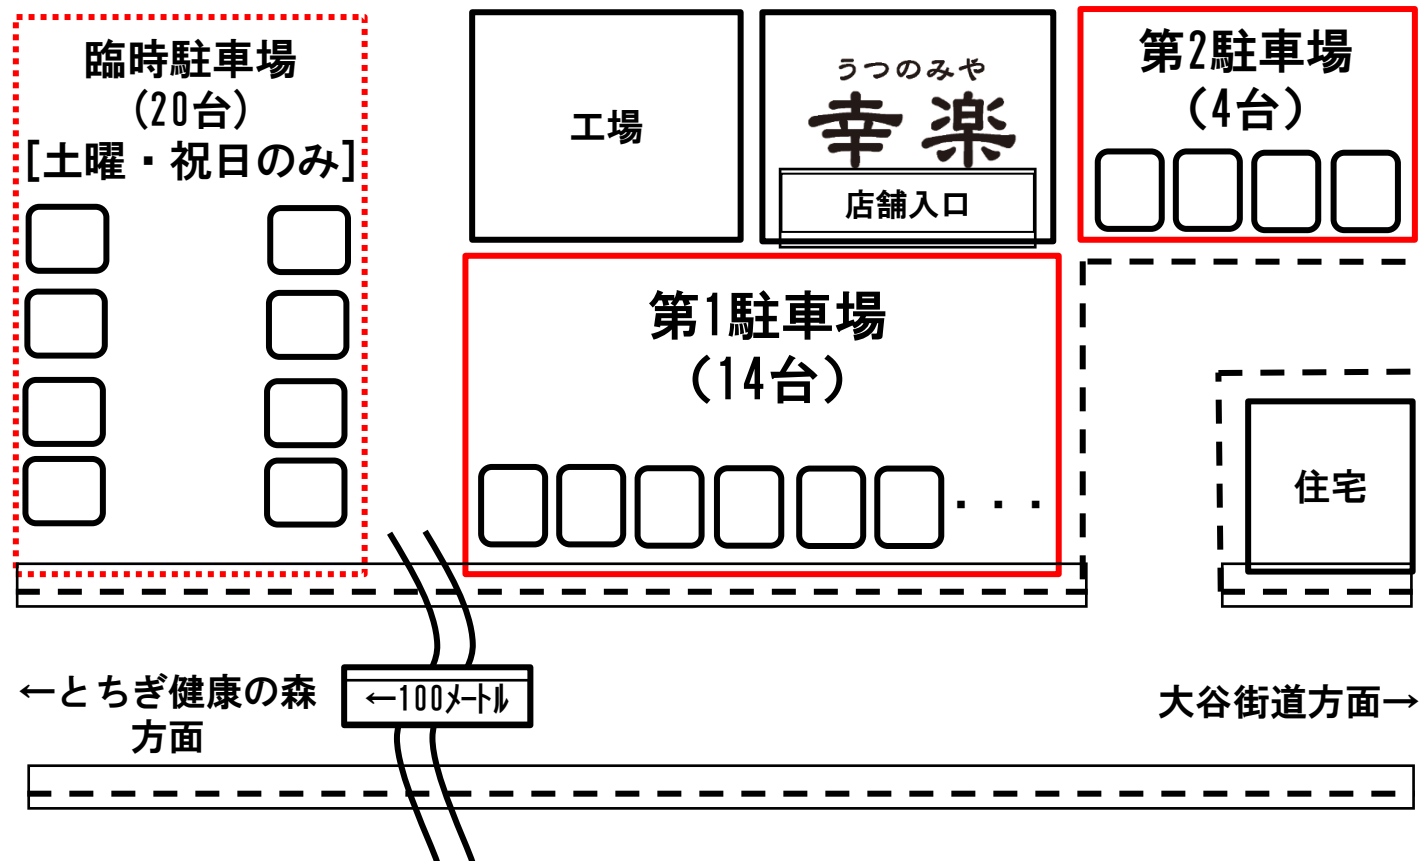 臨時駐車場
(20台)
[土曜・祝日のみ]
工場
うつのみや
幸楽
店舗入口
第2駐車場
(4台)
第1駐車場
(14台)
・・・
住宅
←とちぎ健康の森
方面
←100メートル
大谷街道方面→